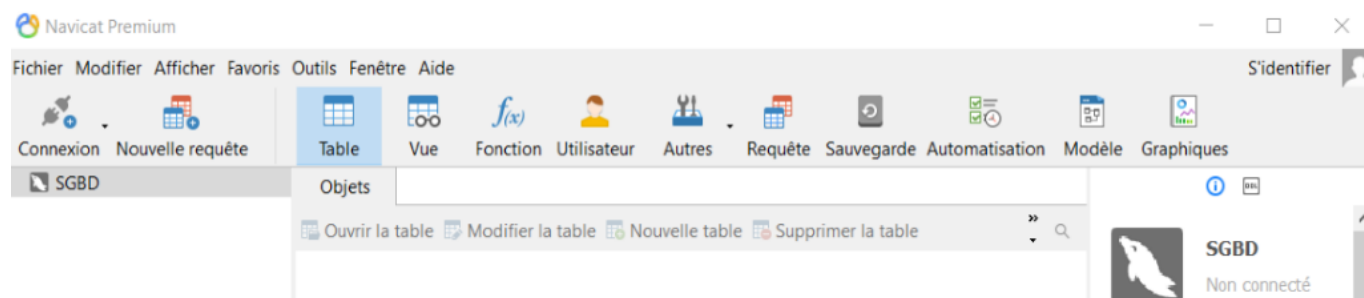 Navicat Premium
Fichier Modifier Afficher Favoris Outils Fenêtre Aide S'identifier
Connexion Nouvelle requête Table Vue f(x) Fonction Utilisateur Autres Requête Sauvegarde Automatisation Modèle Graphiques
SGBD Objets DDL
Ouvrir la table Modifier la table Nouvelle table Supprimer la table
SGBD
Non connecté